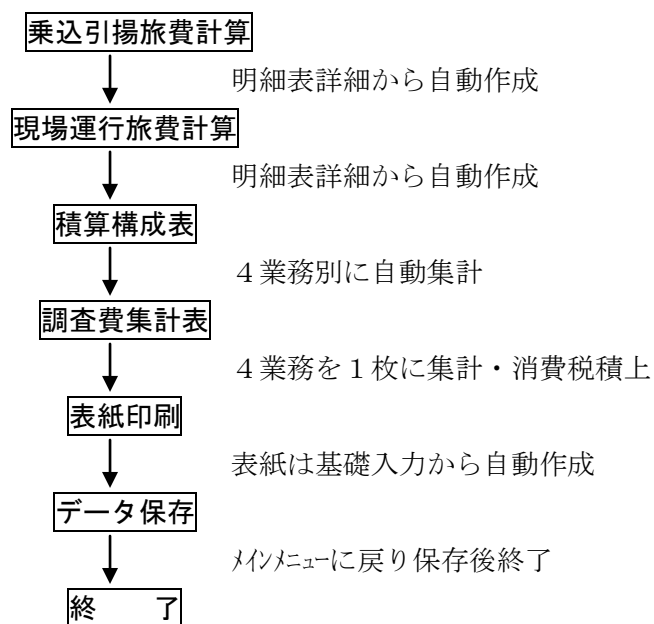 乗込引揚旅費計算
明細表詳細から自動作成
現場運行旅費計算
明細表詳細から自動作成
積算構成表
４業務別に自動集計
調査費集計表
４業務を１枚に集計・消費税積上
表紙印刷
表紙は基礎入力から自動作成
データ保存
ﾒｲﾝﾒﾆｭｰに戻り保存後終了
終　　了